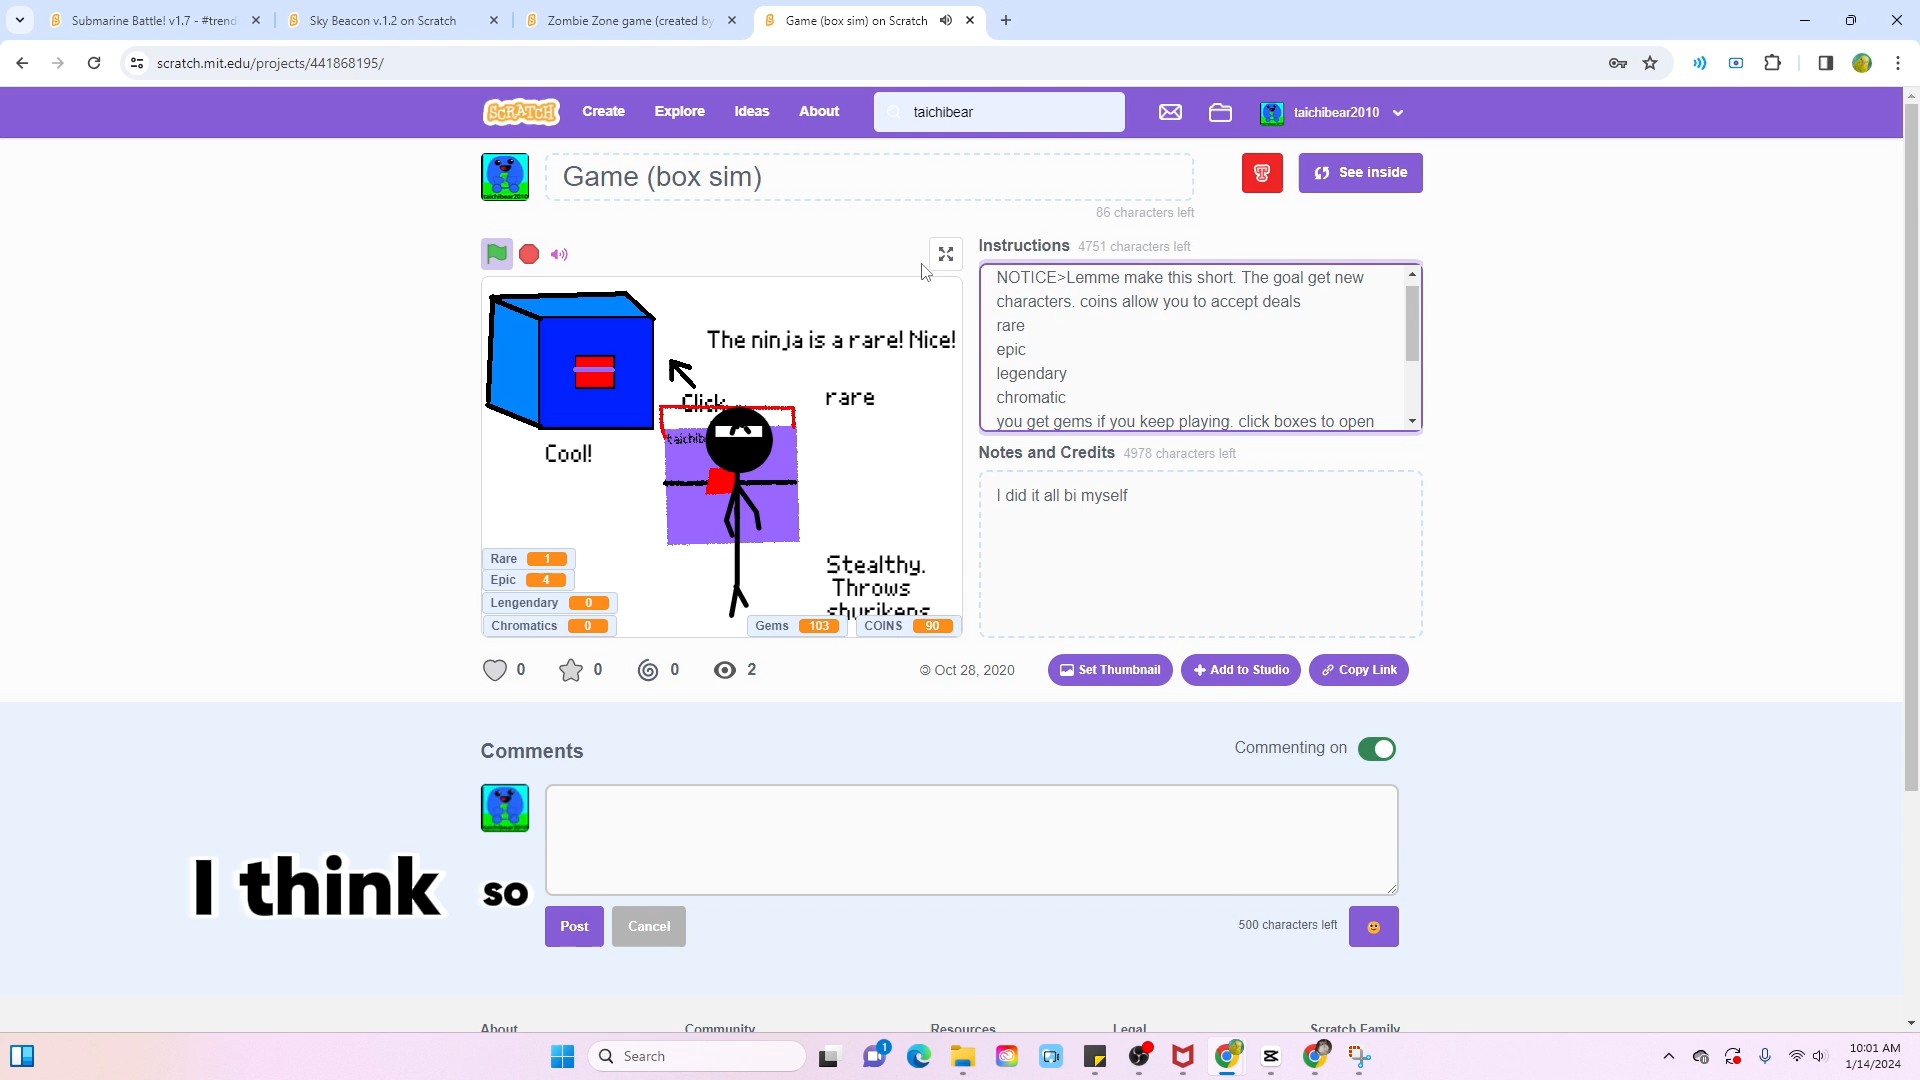 Submarine Battle! v1.7 - #trend
Sky Beacon v.1.2 on Scratch
Zombie Zone game (created by
Game (box sim) on Scratch
scratch.mit.edu/projects/441868195/
SCRATCH
Create
Explore
Ideas
About
taichibear
taichibear2010
Game (box sim)
See inside
86 characters left
Instructions 4751 characters left
NOTICE>Lemme make this short. The goal get new
characters. coins allow you to accept deals
rare
epic
legendary
chromatic
you get gems if you keep playing. click boxes to open
The ninja is a rare! Nice!
Click
rare
Cool!
Stealthy.
Throws
shurikens
Rare 1
Epic 4
Lengendary 0
Chromatics 0
Gems 103
COINS 90
Notes and Credits 4978 characters left
I did it all bi myself
0
0
0
2
© Oct 28, 2020
Set Thumbnail
Add to Studio
Copy Link
Comments
Commenting on
I think so
Post
Cancel
500 characters left
About
Community
Resources
Legal
Scratch Family
Search
1
10:01 AM
1/14/2024